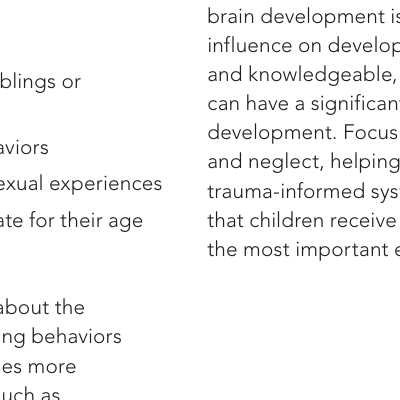 blings or
aviors
exual experiences
ate for their age
about the
ng behaviors
es more
uch as
brain development is
influence on develop
and knowledgeable,
can have a significan
development. Focus
and neglect, helping
trauma-informed sys
that children receive
the most important e